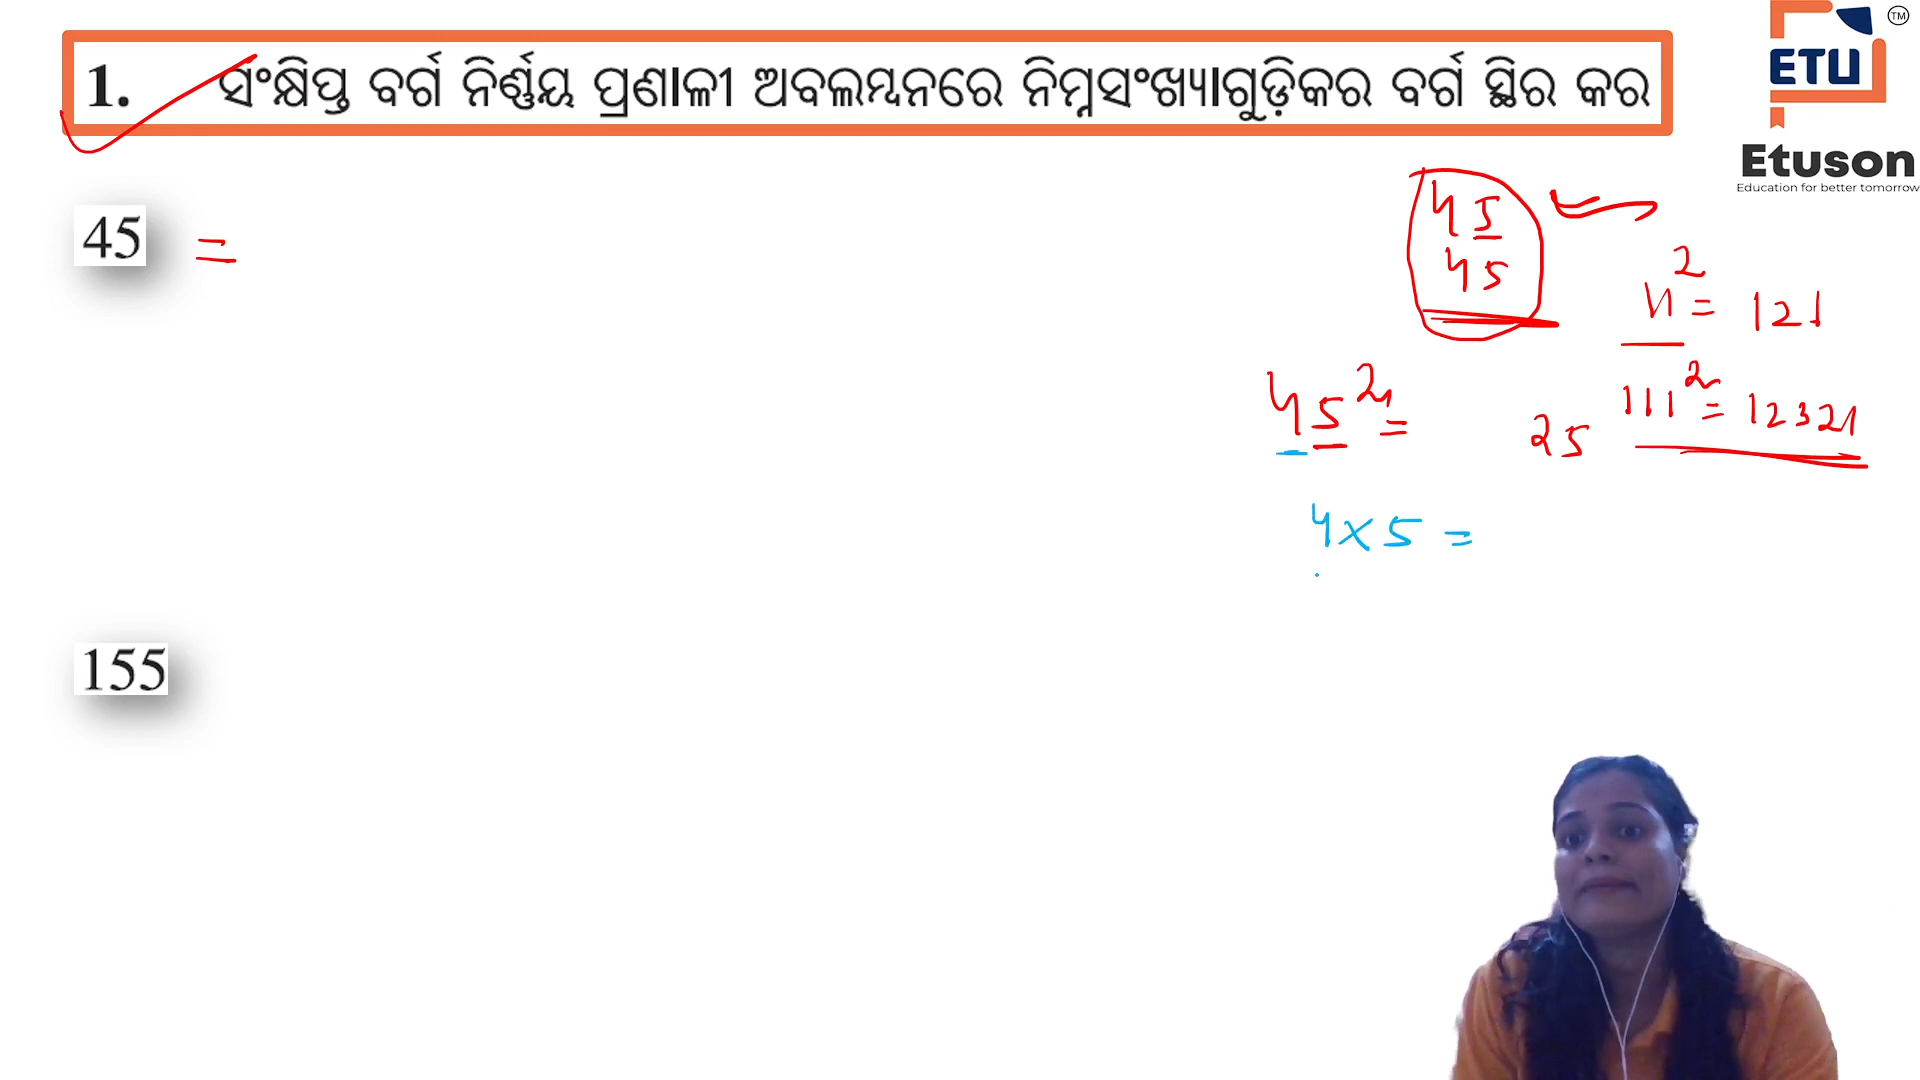 1. ସଂକ୍ଷିପ୍ତ ବର୍ଗ ନିର୍ଣ୍ଣୟ ପ୍ରଣାଳୀ ଅବଲମ୍ବନରେ ନିମ୍ନସଂଖ୍ୟାଗୁଡ଼ିକର ବର୍ଗ ସ୍ଥିର କର
ETU
TM
Etuson
Education for better tomorrow
45 =
45
45
11² = 121
111² = 12321
45² =
25
4 × 5 =
155